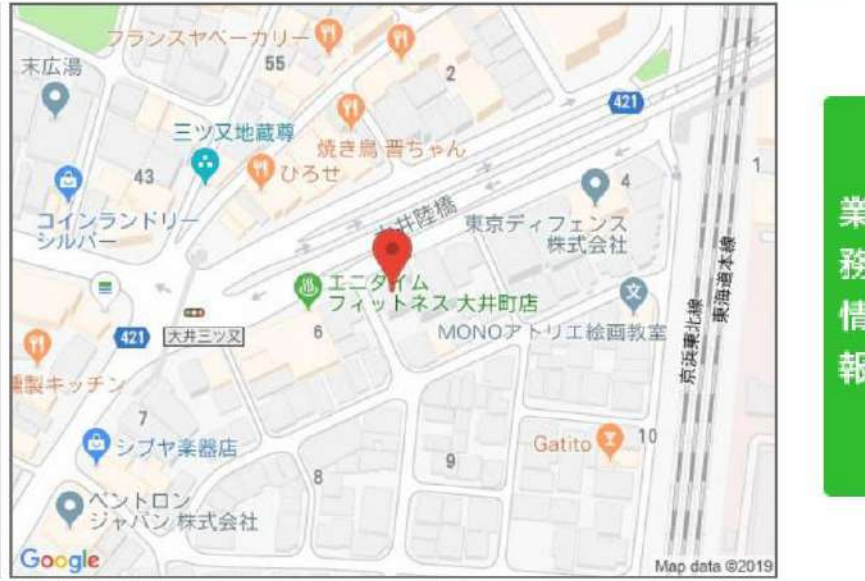 フランスヤベーカリー
55
末広湯
2
421
三ツ又地蔵尊
焼き鳥 晋ちゃん
43
ひろせ
4
1
コインランドリー
シルバー
大井陸橋
東京ディフェンス
株式会社
東海道本線
エニタイム
フィットネス 大井町店
京浜東北線
421
大井三ツ又
6
MONOアトリエ絵画教室
燻製キッチン
7
シブヤ楽器店
Gatito
10
8
9
ベントロン
ジャパン 株式会社
Google
Map data ©2019
業
務
情
報